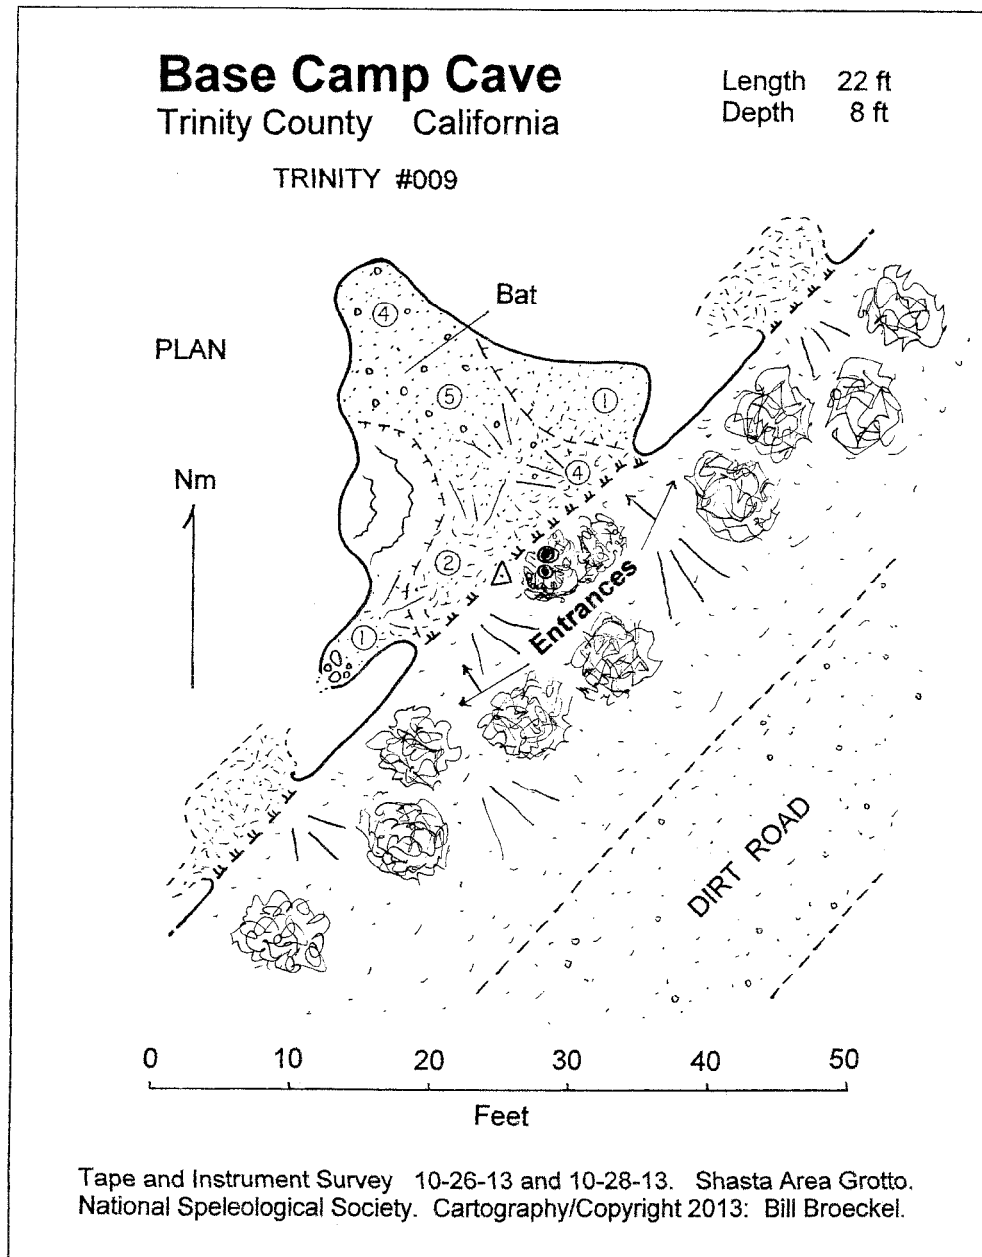 Base Camp Cave
Trinity County California
Length 22 ft
Depth 8 ft
TRINITY #009
Bat
4
PLAN
5
1
Nm
4
2
Entrances
1
DIRT ROAD
0 10 20 30 40 50
Feet
Tape and Instrument Survey 10-26-13 and 10-28-13. Shasta Area Grotto.
National Speleological Society. Cartography/Copyright 2013: Bill Broeckel.